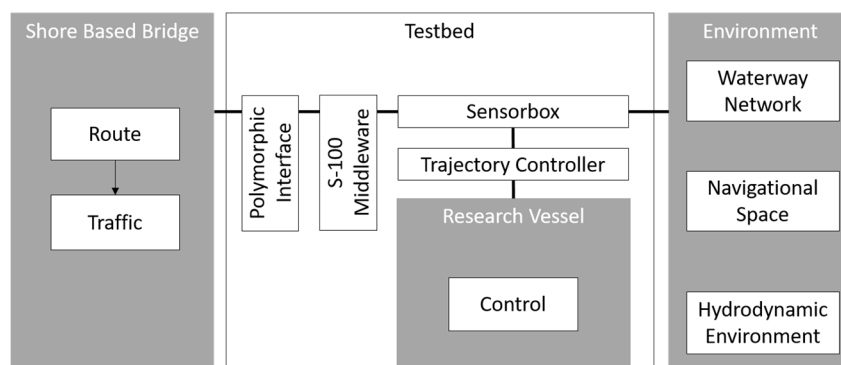 Shore Based Bridge
Route
Traffic
Testbed
Polymorphic
Interface
S-100
Middleware
Sensorbox
Trajectory Controller
Research Vessel
Control
Environment
Waterway
Network
Navigational
Space
Hydrodynamic
Environment